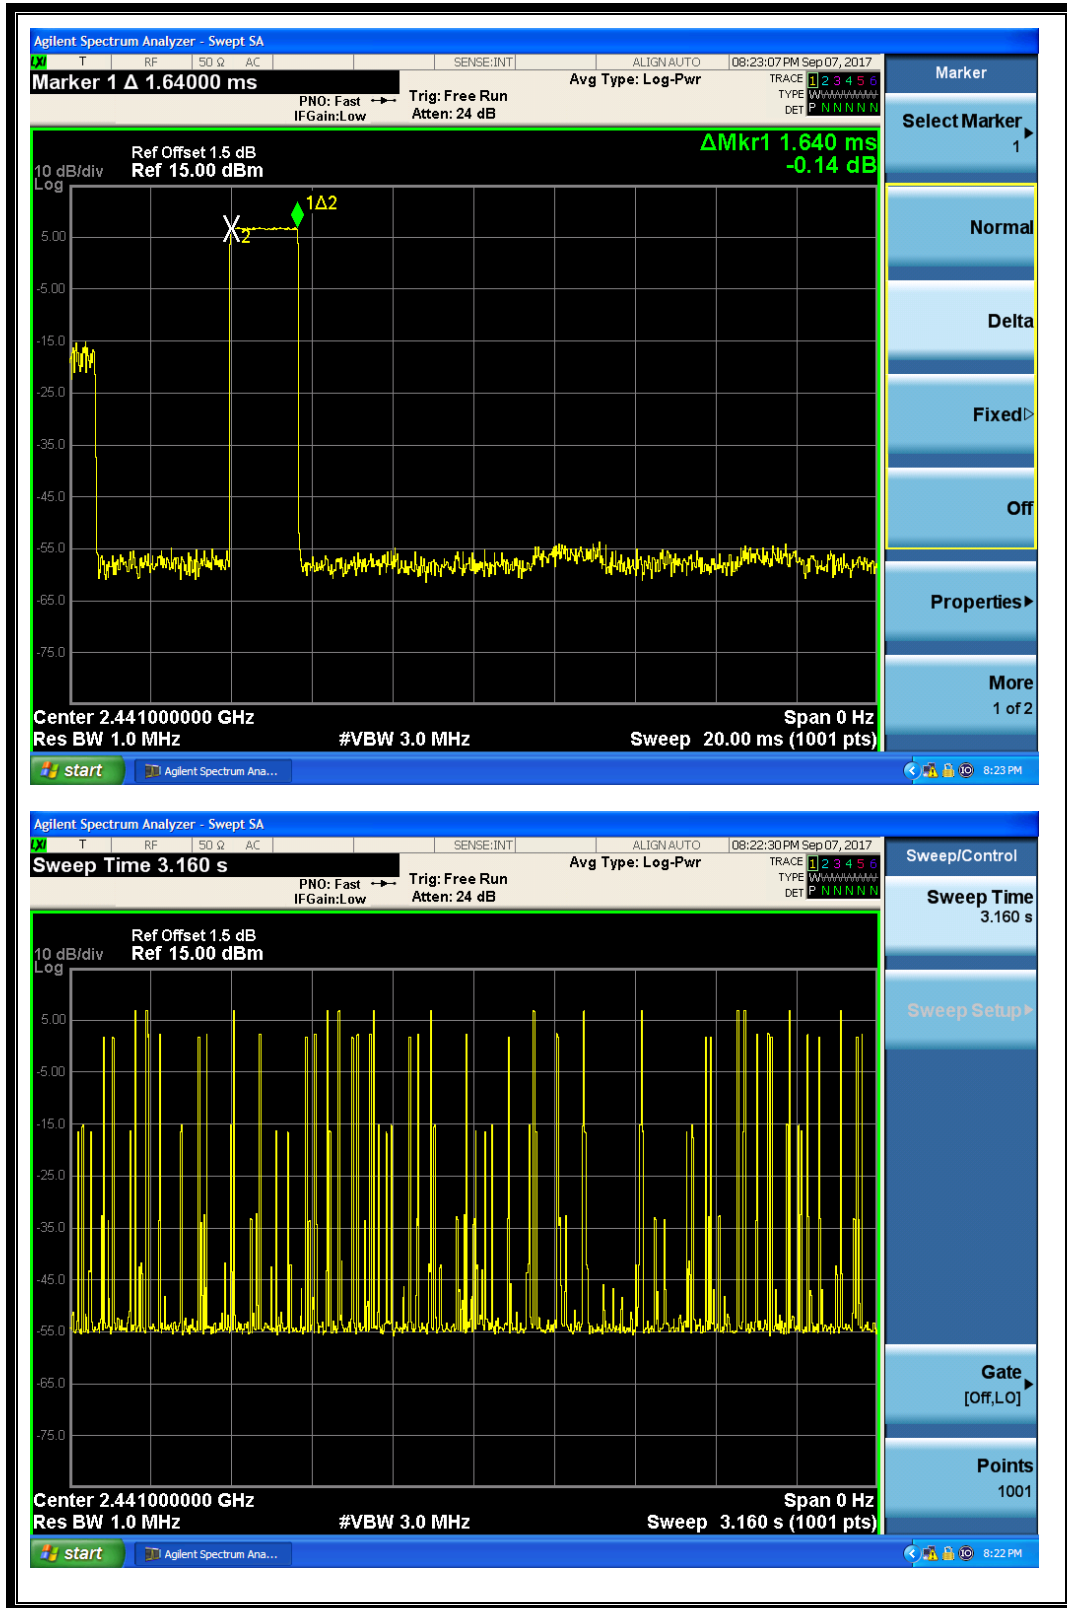 Agilent Spectrum Analyzer - Swept SA
LXI T RF 50 Ω AC SENSE:INT ALIGN AUTO 08:23:07 PM Sep 07, 2017
Marker 1 Δ 1.64000 ms
PNO: Fast
IFGain:Low
Trig: Free Run
Atten: 24 dB
Avg Type: Log-Pwr
TRACE 1 2 3 4 5 6
TYPE
DET P N N N N N
ΔMkr1 1.640 ms
-0.14 dB
Ref Offset 1.5 dB
10 dB/div Ref 15.00 dBm
Log
1Δ2
2
5.00
-5.00
-15.0
-25.0
-35.0
-45.0
-55.0
-65.0
-75.0
Center 2.441000000 GHz Span 0 Hz
Res BW 1.0 MHz #VBW 3.0 MHz Sweep 20.00 ms (1001 pts)
Marker
Select Marker
1
Normal
Delta
Fixed
Off
Properties
More
1 of 2
start Agilent Spectrum Ana... 8:23 PM
Agilent Spectrum Analyzer - Swept SA
LXI T RF 50 Ω AC SENSE:INT ALIGN AUTO 08:22:30 PM Sep 07, 2017
Sweep Time 3.160 s
PNO: Fast
IFGain:Low
Trig: Free Run
Atten: 24 dB
Avg Type: Log-Pwr
TRACE 1 2 3 4 5 6
TYPE
DET P N N N N N
Ref Offset 1.5 dB
10 dB/div Ref 15.00 dBm
Log
5.00
-5.00
-15.0
-25.0
-35.0
-45.0
-55.0
-65.0
-75.0
Center 2.441000000 GHz Span 0 Hz
Res BW 1.0 MHz #VBW 3.0 MHz Sweep 3.160 s (1001 pts)
Sweep/Control
Sweep Time
3.160 s
Sweep Setup
Gate
[Off,LO]
Points
1001
start Agilent Spectrum Ana... 8:22 PM